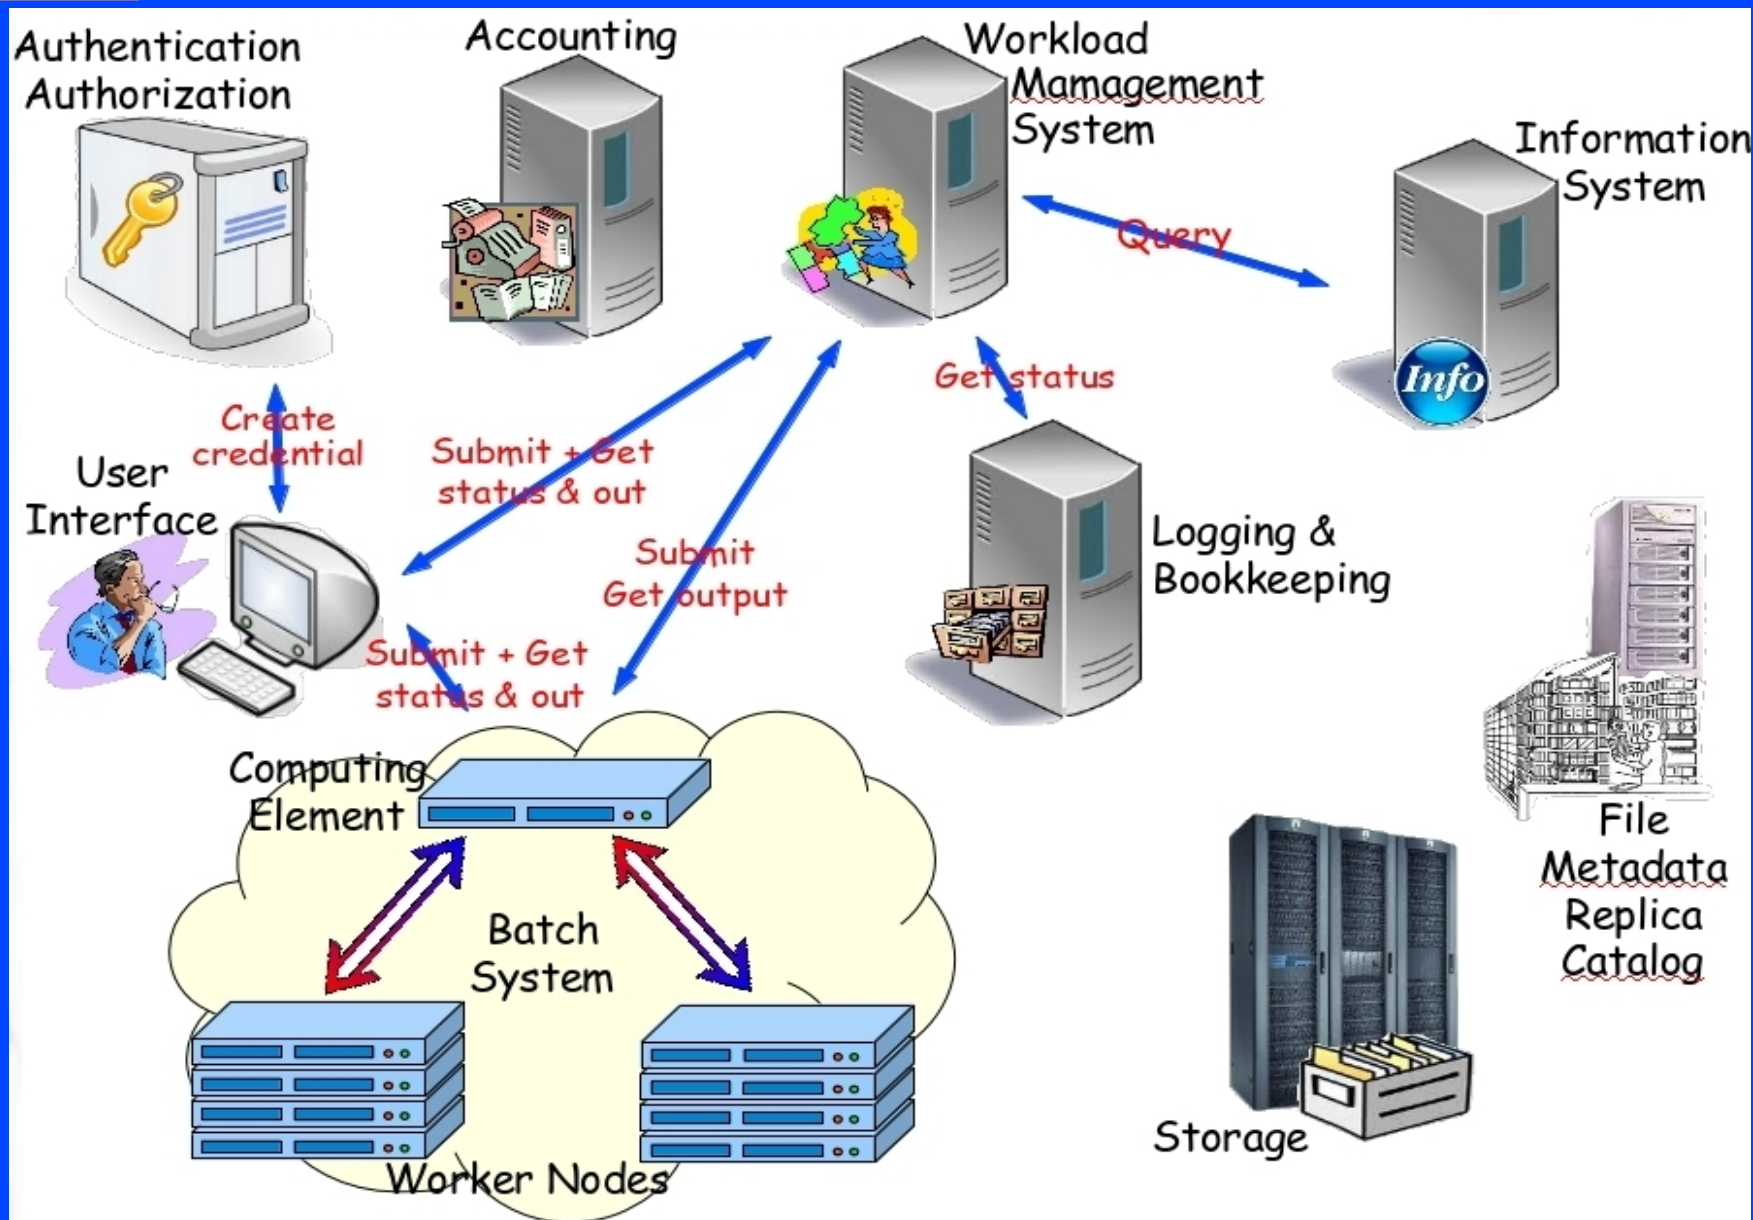 Authentication
Authorization
Accounting
Workload
Mamagement
System
Information
System
Query
Info
Get status
Create
credential
User
Interface
Submit + Get
status & out
Submit
Get output
Logging &
Bookkeeping
Submit + Get
status & out
Computing
Element
Batch
System
Worker Nodes
File
Metadata
Replica
Catalog
Storage